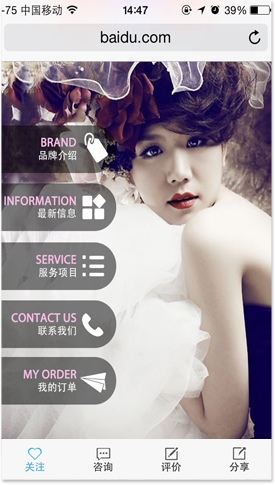 -75 中国移动 14:47 39%
baidu.com
BRAND
品牌介绍
INFORMATION
最新信息
SERVICE
服务项目
CONTACT US
联系我们
MY ORDER
我的订单
关注 咨询 评价 分享